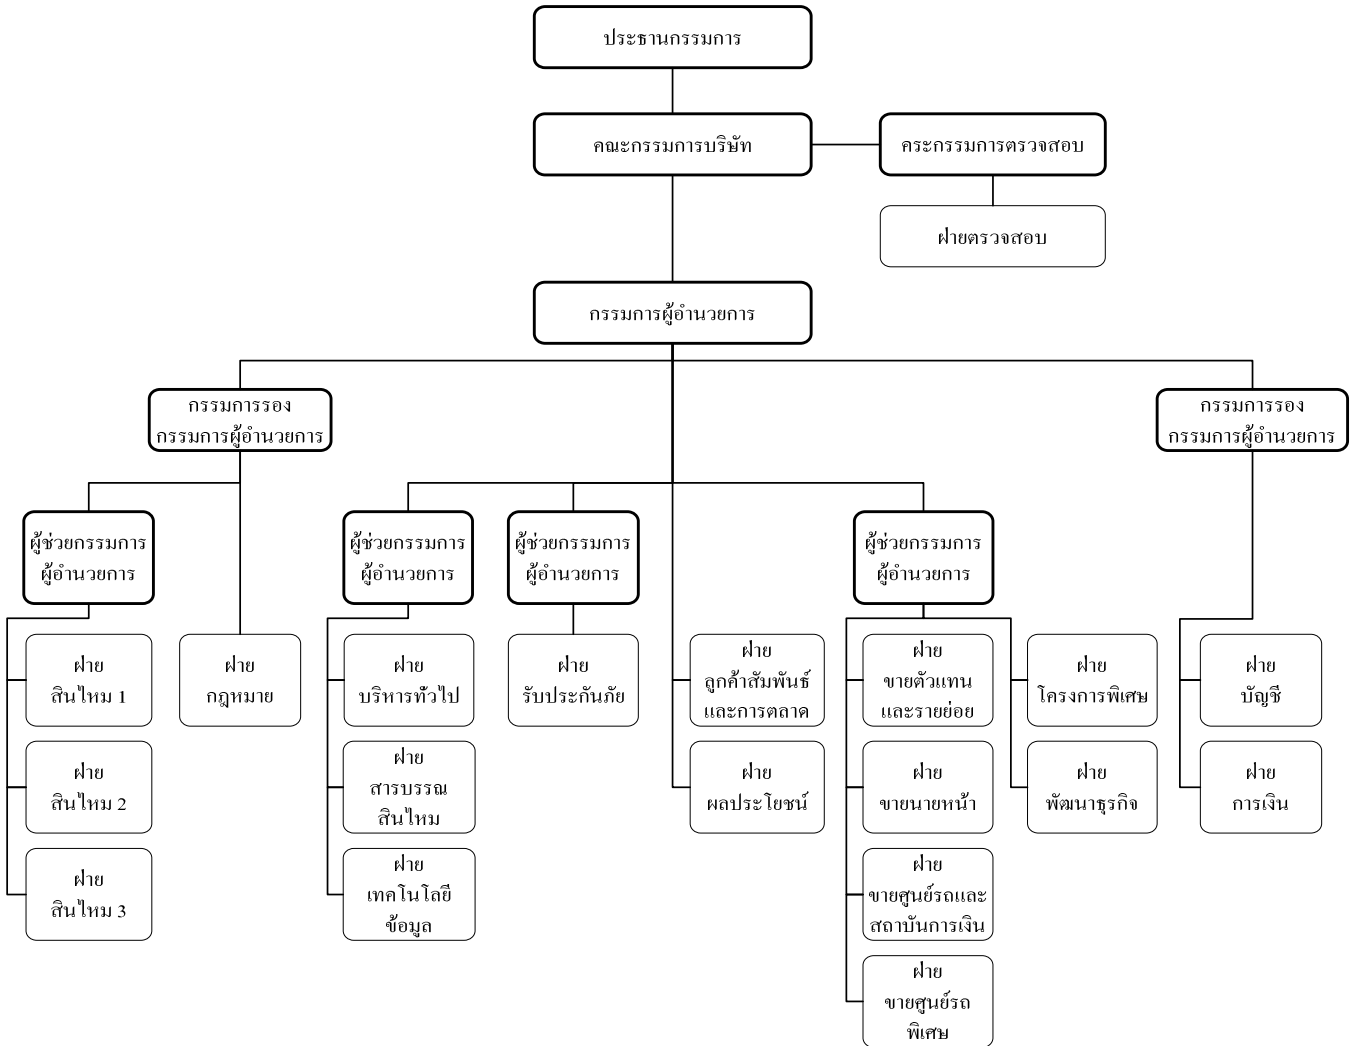 ประธานกรรมการ
คณะกรรมการบริษัท
คระกรรมการตรวจสอบ
ฝ่ายตรวจสอบ
กรรมการผู้อำนวยการ
กรรมการรอง
กรรมการผู้อำนวยการ
กรรมการรอง
กรรมการผู้อำนวยการ
ผู้ช่วยกรรมการ
ผู้อำนวยการ
ผู้ช่วยกรรมการ
ผู้อำนวยการ
ผู้ช่วยกรรมการ
ผู้อำนวยการ
ผู้ช่วยกรรมการ
ผู้อำนวยการ
ฝ่าย
สินไหม 1
ฝ่าย
กฎหมาย
ฝ่าย
บริหารทั่วไป
ฝ่าย
รับประกันภัย
ฝ่าย
ลูกค้าสัมพันธ์
และการตลาด
ฝ่าย
ขายตัวแทน
และรายย่อย
ฝ่าย
โครงการพิเศษ
ฝ่าย
บัญชี
ฝ่าย
สินไหม 2
ฝ่าย
สารบรรณ
สินไหม
ฝ่าย
ผลประโยชน์
ฝ่าย
ขายนายหน้า
ฝ่าย
พัฒนาธุรกิจ
ฝ่าย
การเงิน
ฝ่าย
สินไหม 3
ฝ่าย
เทคโนโลยี
ข้อมูล
ฝ่าย
ขายศูนย์รถและ
สถาบันการเงิน
ฝ่าย
ขายศูนย์รถ
พิเศษ